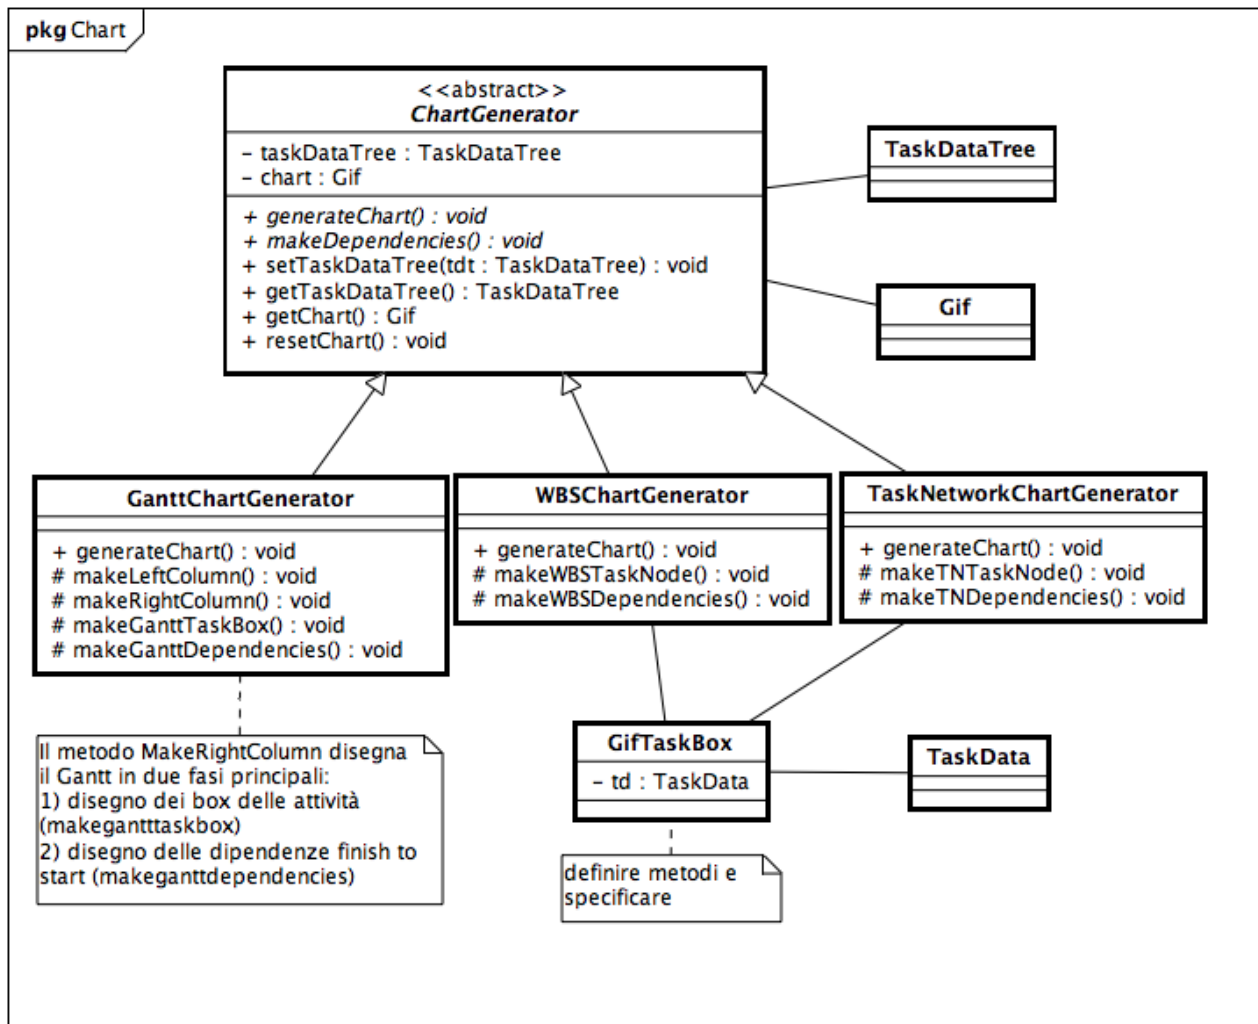 pkg Chart
<<abstract>>
ChartGenerator
– taskDataTree : TaskDataTree
– chart : Gif
+ generateChart() : void
+ makeDependencies() : void
+ setTaskDataTree(tdt : TaskDataTree) : void
+ getTaskDataTree() : TaskDataTree
+ getChart() : Gif
+ resetChart() : void
TaskDataTree
Gif
GanttChartGenerator
+ generateChart() : void
# makeLeftColumn() : void
# makeRightColumn() : void
# makeGanttTaskBox() : void
# makeGanttDependencies() : void
WBSChartGenerator
+ generateChart() : void
# makeWBSTaskNode() : void
# makeWBSDependencies() : void
TaskNetworkChartGenerator
+ generateChart() : void
# makeTNTaskNode() : void
# makeTNDependencies() : void
Il metodo MakeRightColumn disegna
il Gantt in due fasi principali:
1) disegno dei box delle attività
(makegantttaskbox)
2) disegno delle dipendenze finish to
start (makeganttdependencies)
GifTaskBox
– td : TaskData
TaskData
definire metodi e
specificare